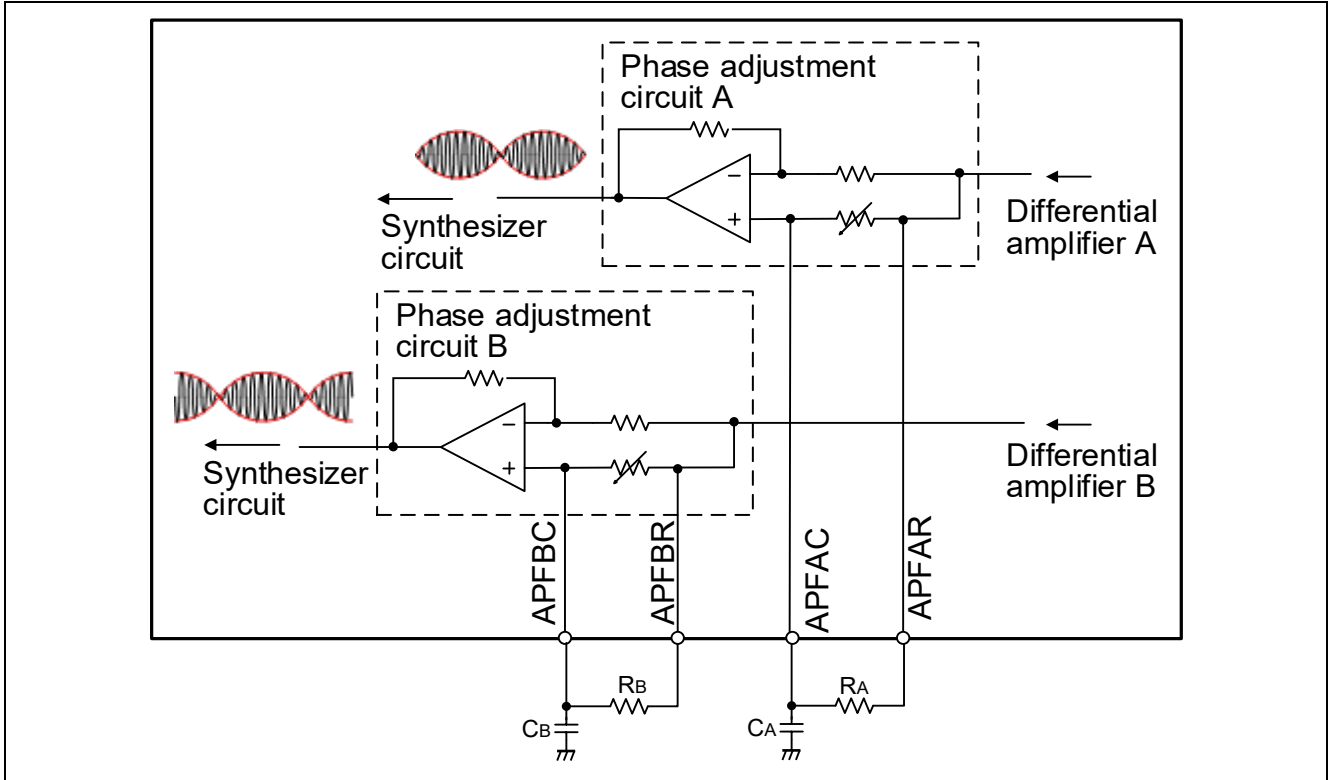 Phase adjustment
circuit A
−
+
Synthesizer
circuit
Differential
amplifier A
Phase adjustment
circuit B
−
+
Synthesizer
circuit
Differential
amplifier B
APFBC
APFBR
APFAC
APFAR
RB
RA
CB
CA